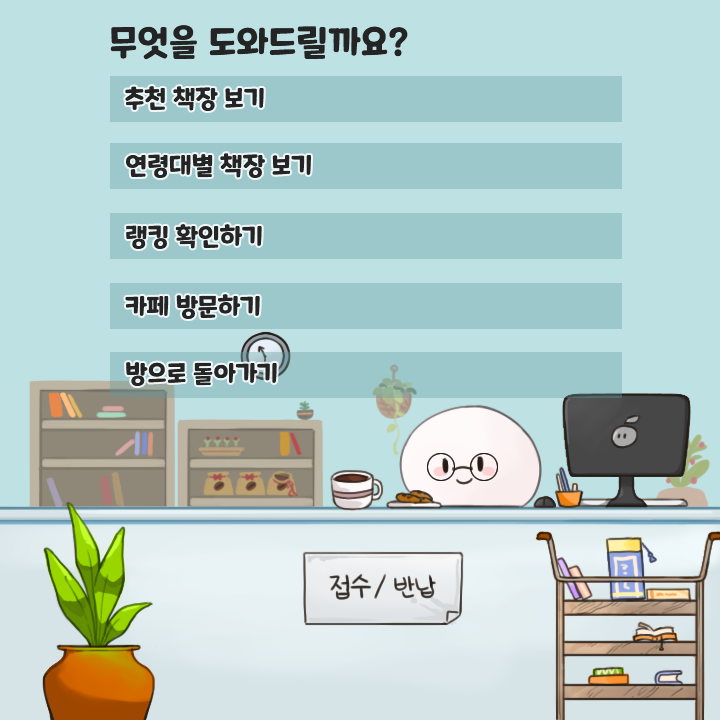 무엇을 도와드릴까요?
추천 책장 보기
연령대별 책장 보기
랭킹 확인하기
카페 방문하기
방으로 돌아가기
접수 / 반납